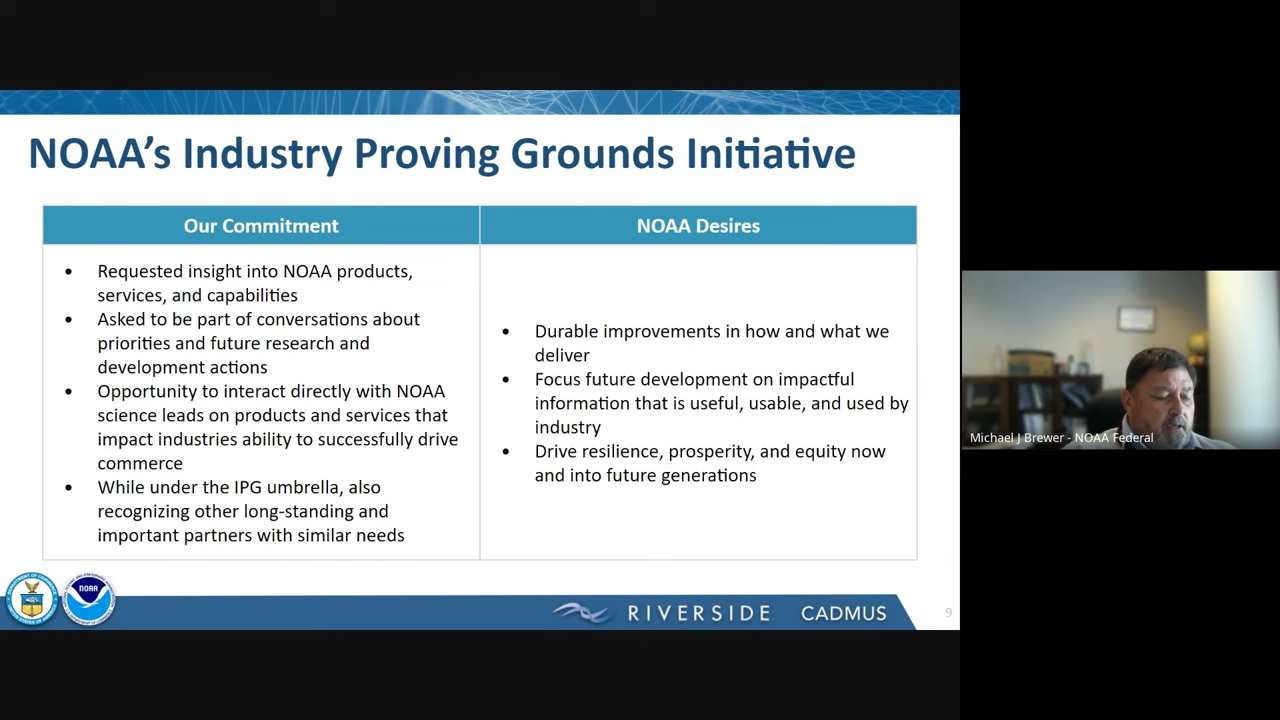 NOAA's Industry Proving Grounds Initiative
Our Commitment
NOAA Desires
• Requested insight into NOAA products,
services, and capabilities
• Asked to be part of conversations about
priorities and future research and
development actions
• Opportunity to interact directly with NOAA
science leads on products and services that
impact industries ability to successfully drive
commerce
• While under the IPG umbrella, also
recognizing other long-standing and
important partners with similar needs
• Durable improvements in how and what we
deliver
• Focus future development on impactful
information that is useful, usable, and used by
industry
• Drive resilience, prosperity, and equity now
and into future generations
NOAA
RIVERSIDE
CADMUS
9
Michael J Brewer - NOAA Federal